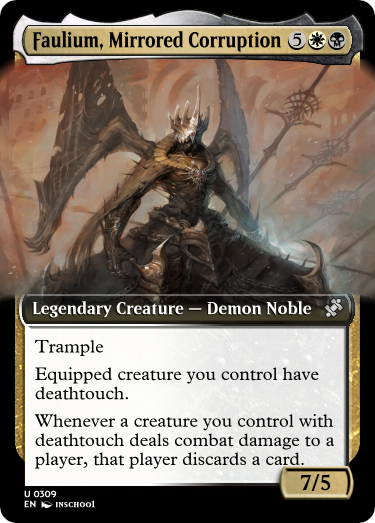 Faulium, Mirrored Corruption 5
Legendary Creature — Demon Noble
Trample
Equipped creature you control have
deathtouch.
Whenever a creature you control with
deathtouch deals combat damage to a
player, that player discards a card.
7/5
U 0309
EN INSCHOOL